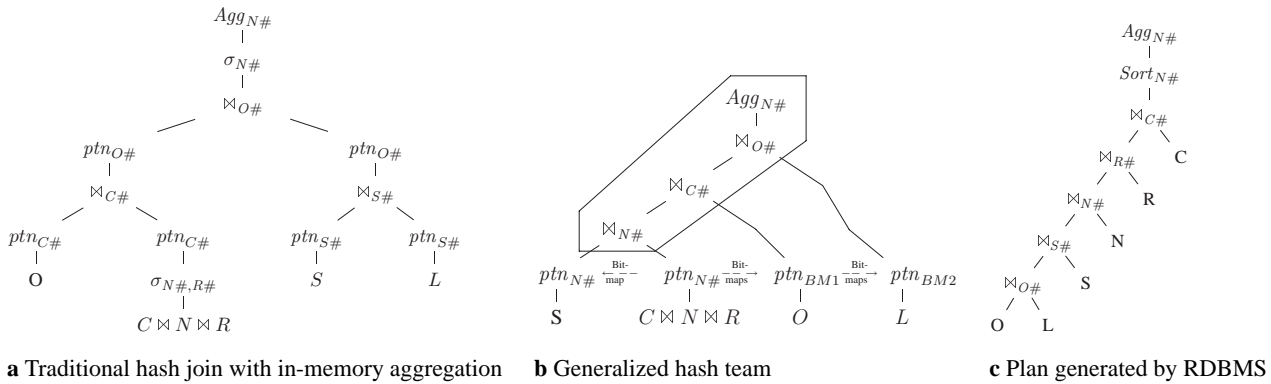 Agg_{N#}
σ_{N#}
⋈_{O#}
ptn_{O#} ptn_{O#}
⋈_{C#} ⋈_{S#}
ptn_{C#} ptn_{C#} ptn_{S#} ptn_{S#}
O σ_{N#,R#} S L
C ⋈ N ⋈ R
a Traditional hash join with in-memory aggregation
Agg_{N#}
⋈_{O#}
⋈_{C#}
⋈_{N#}
ptn_{N#} Bit-map ptn_{N#} Bit-maps ptn_{BM1} Bit-maps ptn_{BM2}
S C ⋈ N ⋈ R O L
b Generalized hash team
Agg_{N#}
Sort_{N#}
⋈_{C#}
⋈_{R#} C
⋈_{N#} R
⋈_{S#} N
⋈_{O#} S
O L
c Plan generated by RDBMS